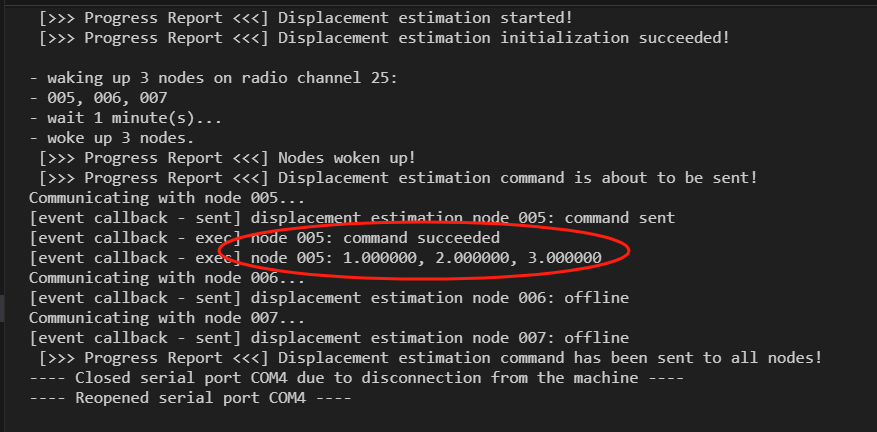 [>>> Progress Report <<<] Displacement estimation started!
[>>> Progress Report <<<] Displacement estimation initialization succeeded!
- waking up 3 nodes on radio channel 25:
- 005, 006, 007
- wait 1 minute(s)...
- woke up 3 nodes.
[>>> Progress Report <<<] Nodes woken up!
[>>> Progress Report <<<] Displacement estimation command is about to be sent!
Communicating with node 005...
[event callback - sent] displacement estimation node 005: command sent
[event callback - exec] node 005: command succeeded
[event callback - exec] node 005: 1.000000, 2.000000, 3.000000
Communicating with node 006...
[event callback - sent] displacement estimation node 006: offline
Communicating with node 007...
[event callback - sent] displacement estimation node 007: offline
[>>> Progress Report <<<] Displacement estimation command has been sent to all nodes!
---- Closed serial port COM4 due to disconnection from the machine ----
---- Reopened serial port COM4 ----